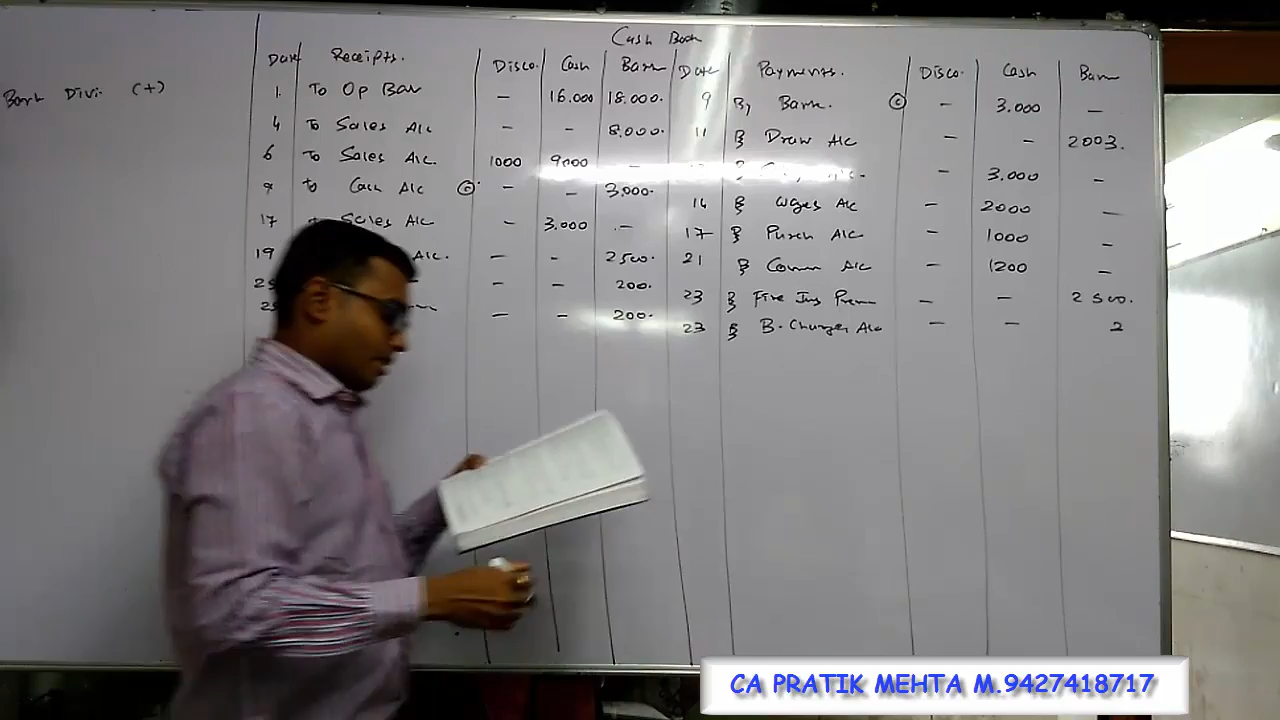 Cash Book
Date Receipts. Disco. Cash Bank Date Payments. Disco. Cash Bank
Bank Divi (+)
1 To Op Bal - 16.000 18.000. 9 By Bank. C - 3.000 -
4 To Sales A/c - - 8.000. 11 By Draw A/c - - 2003.
6 To Sales A/c 1000 9000 - A/c. - 3.000 -
9 To Cash A/c C - - 3.000. 14 By Wages A/c - 2000 -
17 To Sales A/c - 3.000 - 17 By Purch A/c - 1000 -
19 A/c. - - 2500. 21 By Comm A/c - 1200 -
- - 200. 23 By Fire Ins Prem - - 2500.
- - 200. 23 By B. Charges A/c - - 2
CA PRATIK MEHTA M.9427418717